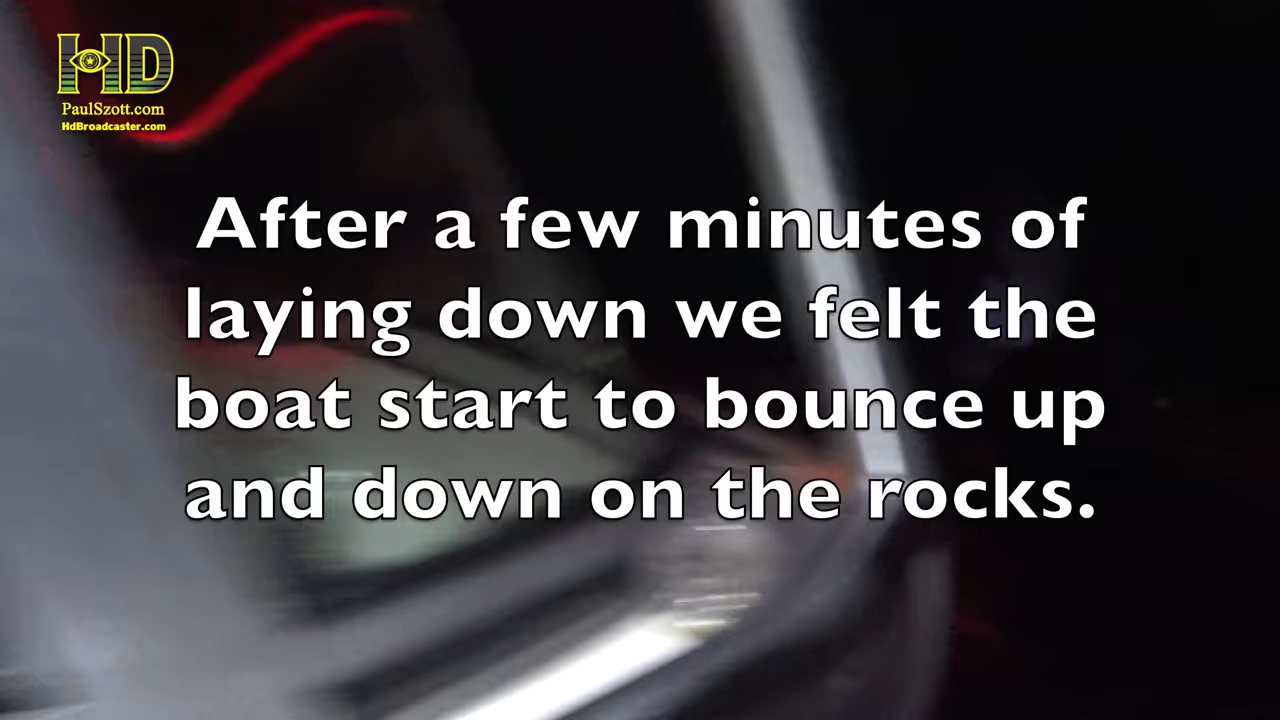 HD
PaulSzott.com
HdBroadcaster.com
After a few minutes of
laying down we felt the
boat start to bounce up
and down on the rocks.